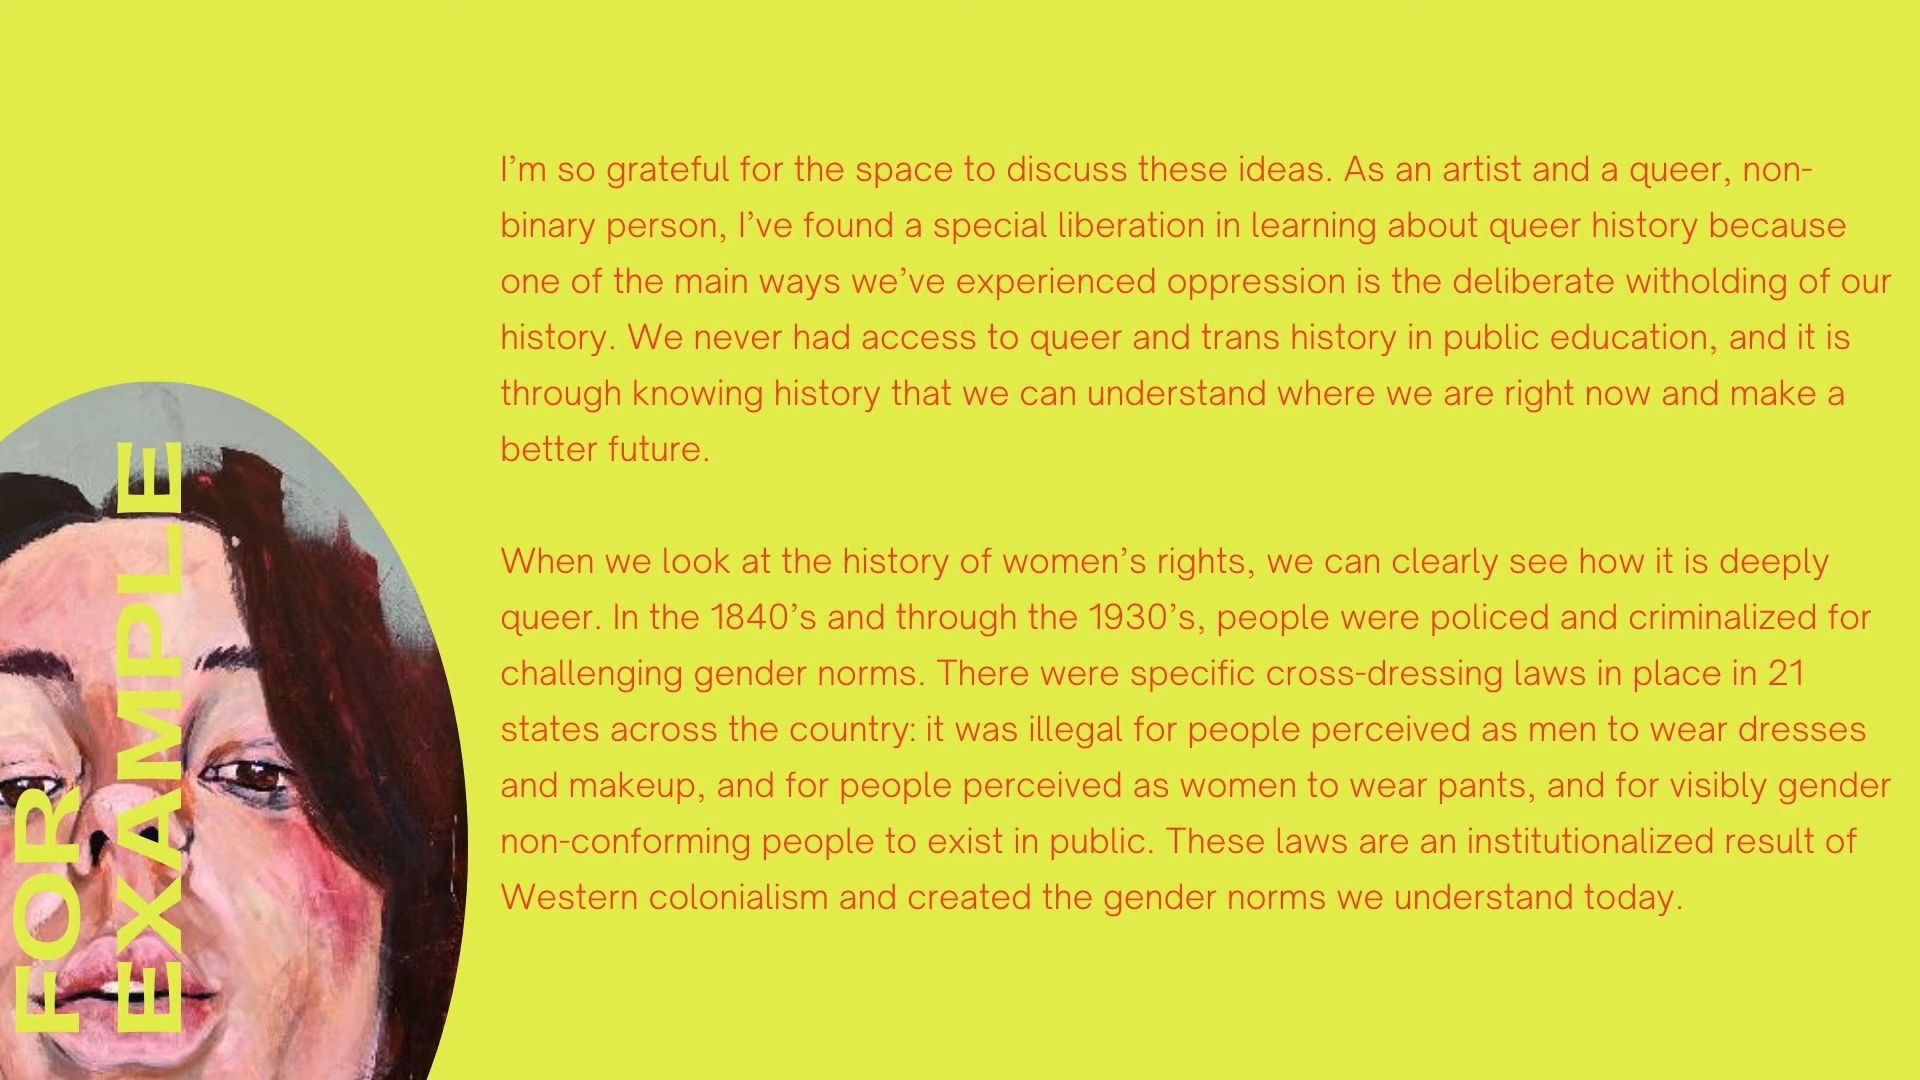 FOR
EXAMPLE
I’m so grateful for the space to discuss these ideas. As an artist and a queer, non-
binary person, I’ve found a special liberation in learning about queer history because
one of the main ways we’ve experienced oppression is the deliberate witholding of our
history. We never had access to queer and trans history in public education, and it is
through knowing history that we can understand where we are right now and make a
better future.
When we look at the history of women’s rights, we can clearly see how it is deeply
queer. In the 1840’s and through the 1930’s, people were policed and criminalized for
challenging gender norms. There were specific cross-dressing laws in place in 21
states across the country: it was illegal for people perceived as men to wear dresses
and makeup, and for people perceived as women to wear pants, and for visibly gender
non-conforming people to exist in public. These laws are an institutionalized result of
Western colonialism and created the gender norms we understand today.